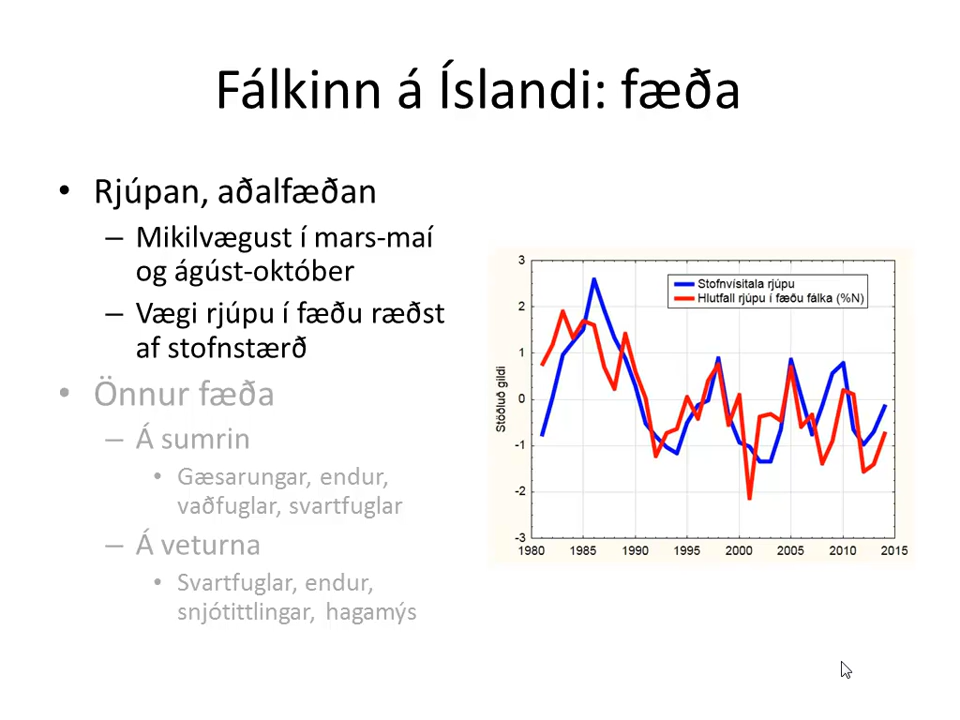 Fálkinn á Íslandi: fæða
• Rjúpan, aðalfæðan
– Mikilvægust í mars-maí
og ágúst-október
– Vægi rjúpu í fæðu ræðst
af stofnstærð
• Önnur fæða
– Á sumrin
• Gæsarungar, endur,
vaðfuglar, svartfuglar
– Á veturna
• Svartfuglar, endur,
snjótittlingar, hagamýs
Stofnvísitala rjúpu
Hlutfall rjúpu í fæðu fálka (%N)
Stöðluð gildi
3
2
1
0
-1
-2
-3
1980 1985 1990 1995 2000 2005 2010 2015